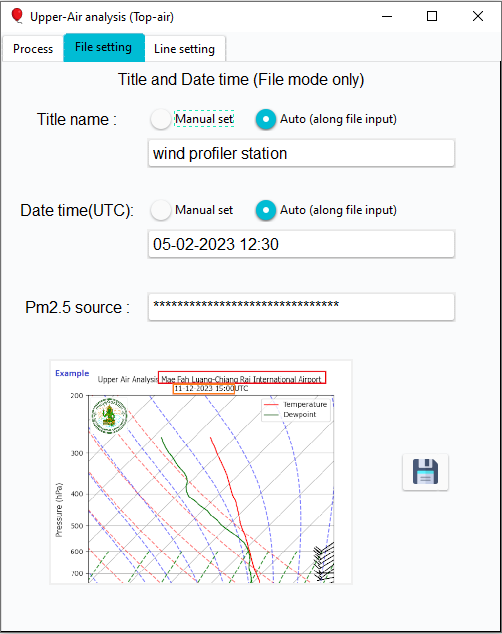 Upper-Air analysis (Top-air)
Process File setting Line setting
Title and Date time (File mode only)
Title name : Manual set Auto (along file input)
wind profiler station
Date time(UTC): Manual set Auto (along file input)
05-02-2023 12:30
Pm2.5 source : *******************************
Example
Upper Air Analysis Mae Fah Luang-Chiang Rai International Airport
11-12-2023 15:00UTC
200
Temperature
Dewpoint
300
400
Pressure (hPa)
500
600
700